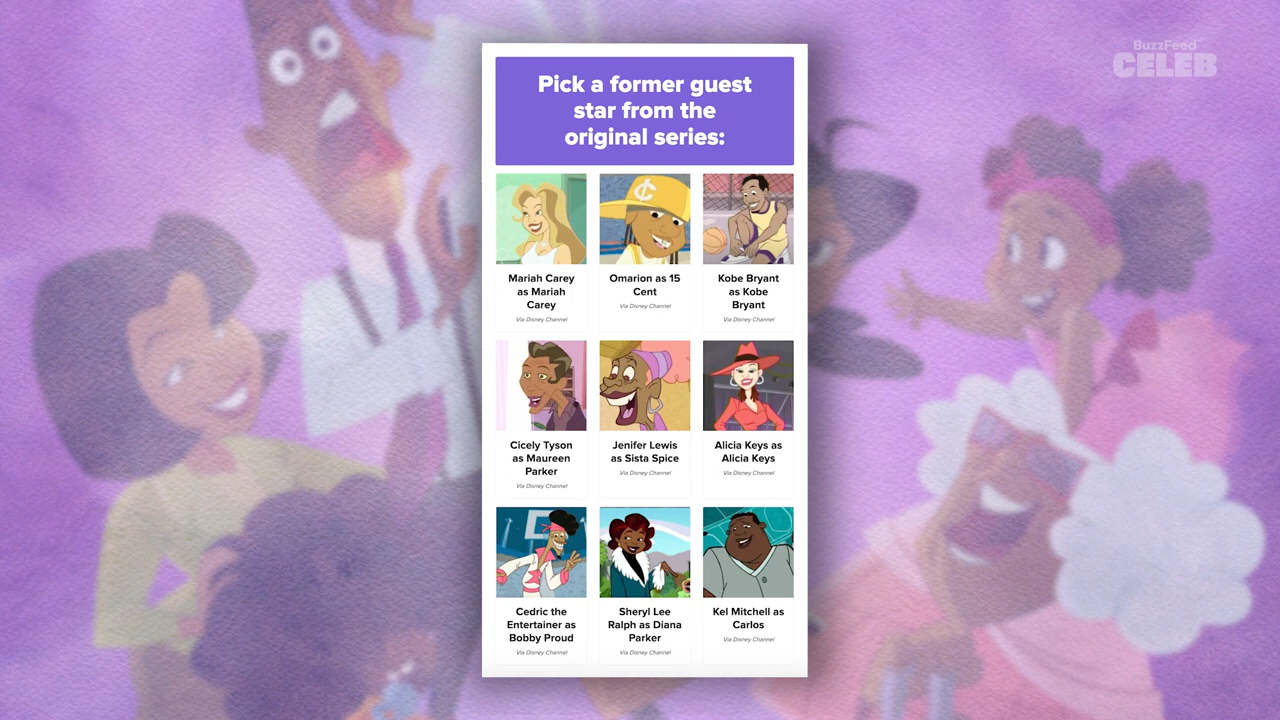 BuzzFeed
CELEB
Pick a former guest
star from the
original series:
Mariah Carey
as Mariah
Carey
Via Disney Channel
Omarion as 15
Cent
Via Disney Channel
Kobe Bryant
as Kobe
Bryant
Via Disney Channel
Cicely Tyson
as Maureen
Parker
Via Disney Channel
Jenifer Lewis
as Sista Spice
Via Disney Channel
Alicia Keys as
Alicia Keys
Via Disney Channel
Cedric the
Entertainer as
Bobby Proud
Via Disney Channel
Sheryl Lee
Ralph as Diana
Parker
Via Disney Channel
Kel Mitchell as
Carlos
Via Disney Channel